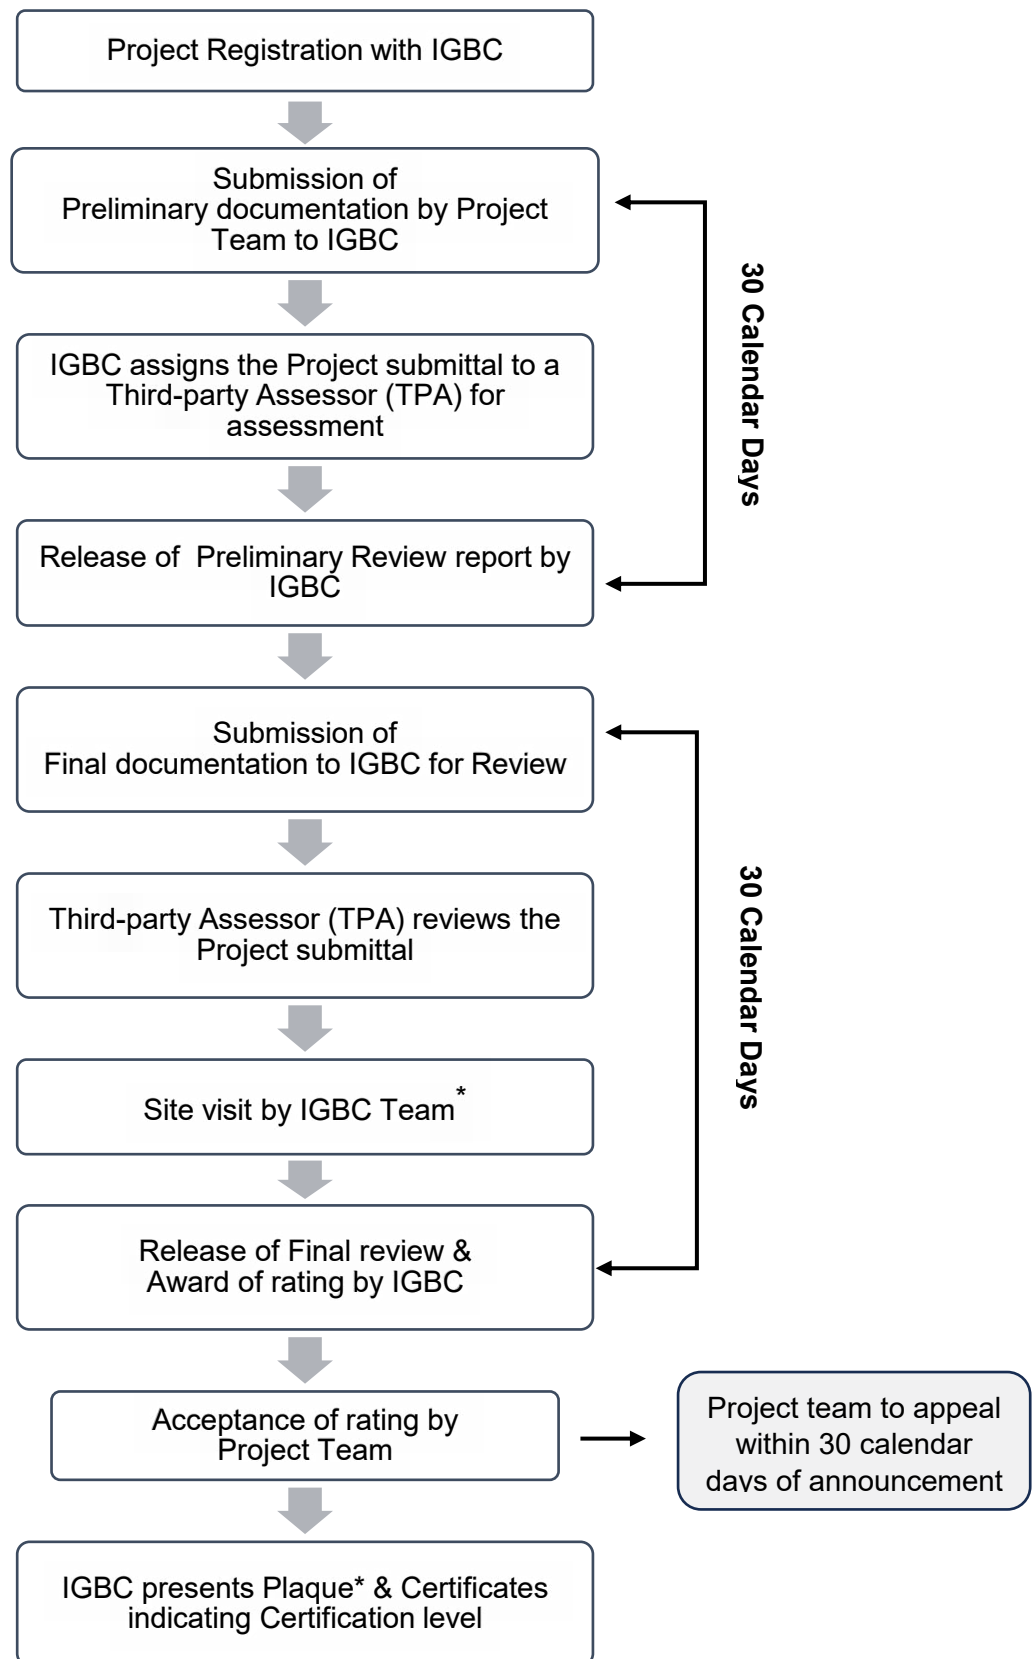 Project Registration with IGBC
Submission of
Preliminary documentation by Project
Team to IGBC
30 Calendar Days
IGBC assigns the Project submittal to a
Third-party Assessor (TPA) for
assessment
Release of Preliminary Review report by
IGBC
Submission of
Final documentation to IGBC for Review
30 Calendar Days
Third-party Assessor (TPA) reviews the
Project submittal
Site visit by IGBC Team*
Release of Final review &
Award of rating by IGBC
Acceptance of rating by
Project Team
Project team to appeal
within 30 calendar
days of announcement
IGBC presents Plaque* & Certificates
indicating Certification level